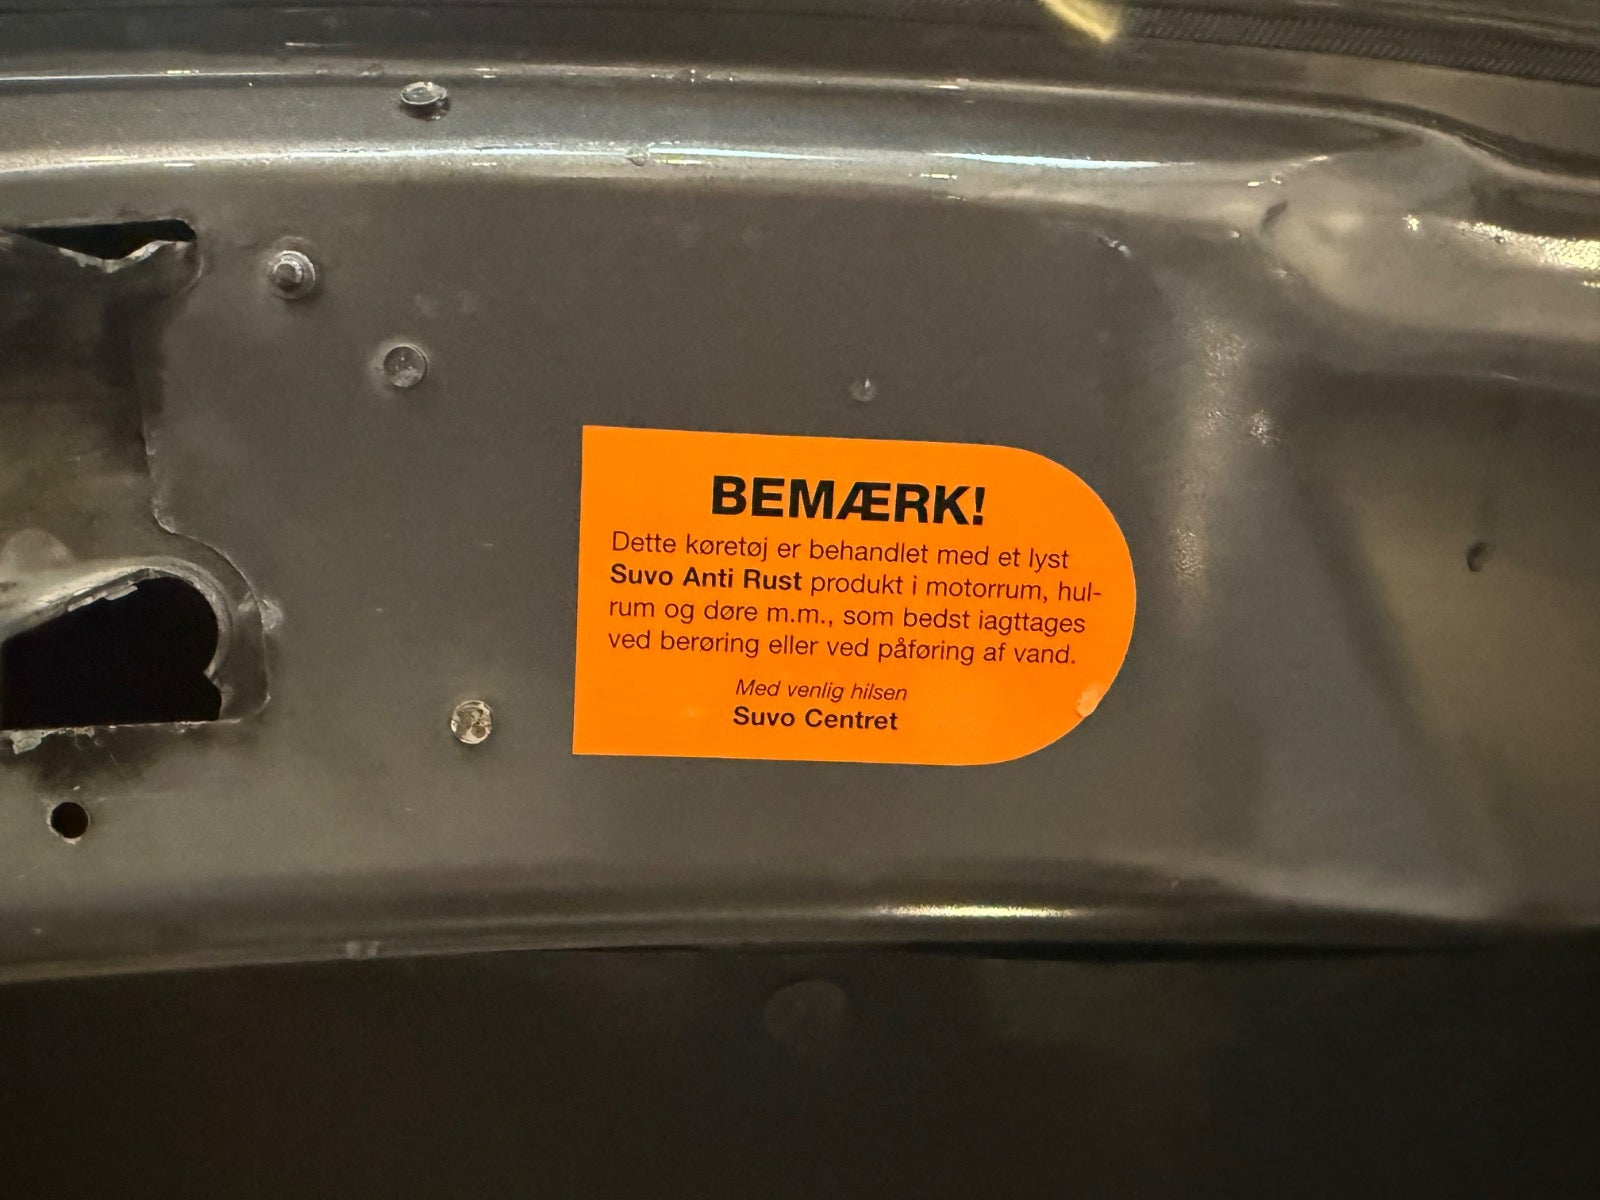 BEMÆRK!
Dette køretøj er behandlet med et lyst
Suvo Anti Rust produkt i motorrum, hul-
rum og døre m.m., som bedst iagttages
ved berøring eller ved påføring af vand.
Med venlig hilsen
Suvo Centret